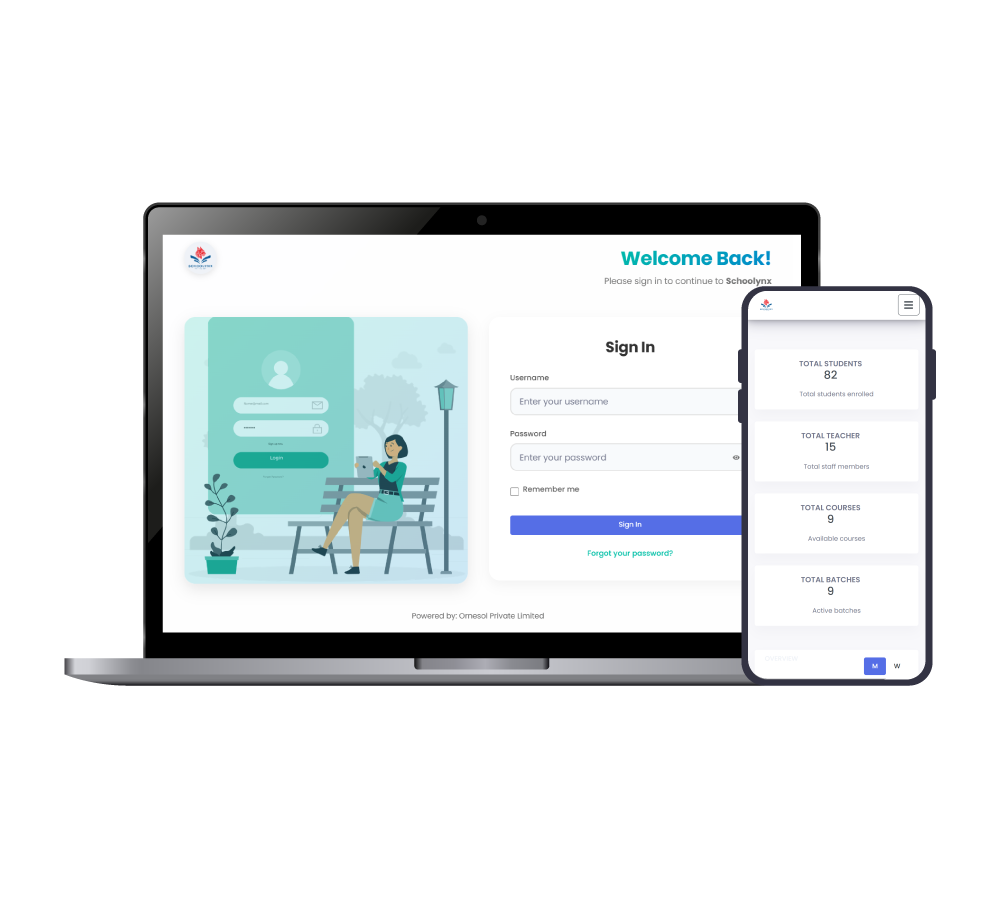 Welcome Back!
Please sign in to continue to Schoolynx
Sign In
Username
Enter your username
Password
Enter your password
Remember me
Sign In
Forgot your password?
Login
Powered by: Omesol Private Limited
TOTAL STUDENTS
82
Total students enrolled
TOTAL TEACHER
15
Total staff members
TOTAL COURSES
9
Available courses
TOTAL BATCHES
9
Active batches
M W